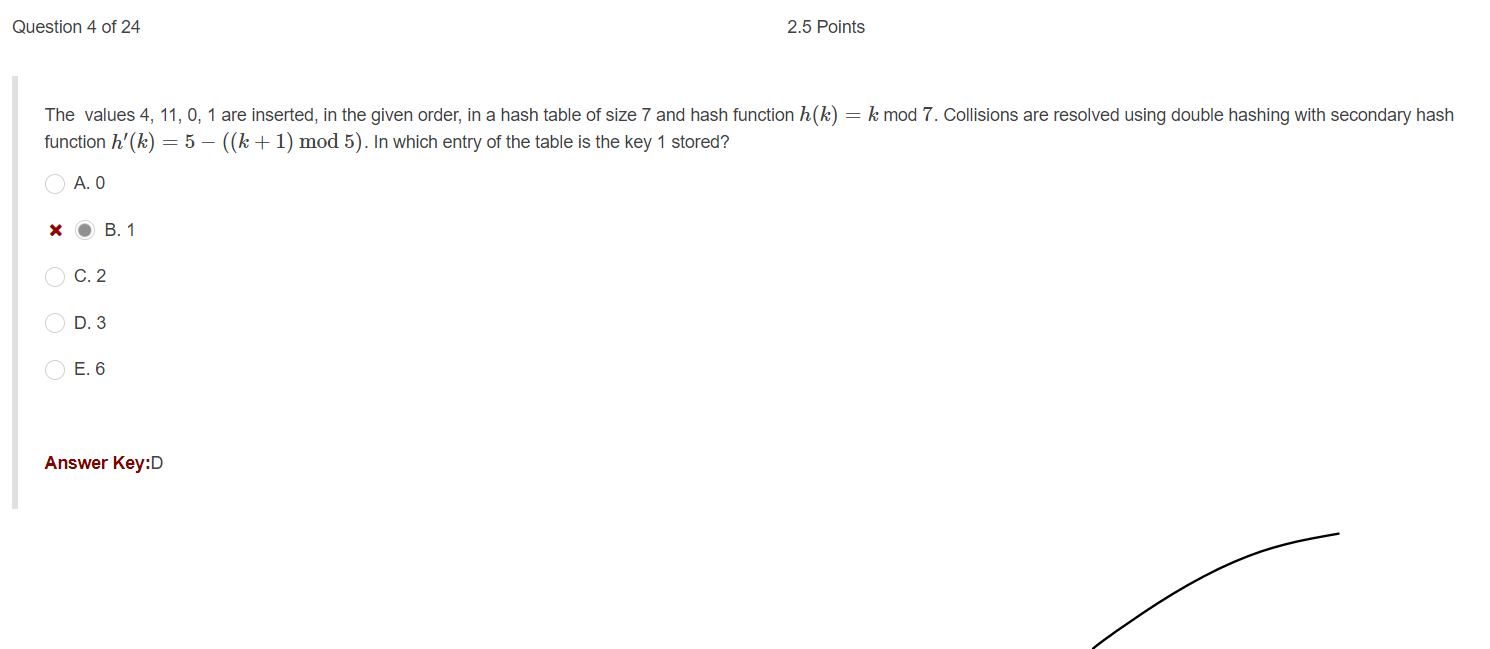 Question 4 of 24
2.5 Points
The values 4, 11, 0, 1 are inserted, in the given order, in a hash table of size 7 and hash function h(k) = k mod 7. Collisions are resolved using double hashing with secondary hash
function h′(k) = 5 − ((k + 1) mod 5). In which entry of the table is the key 1 stored?
A. 0
B. 1
C. 2
D. 3
E. 6
Answer Key:D